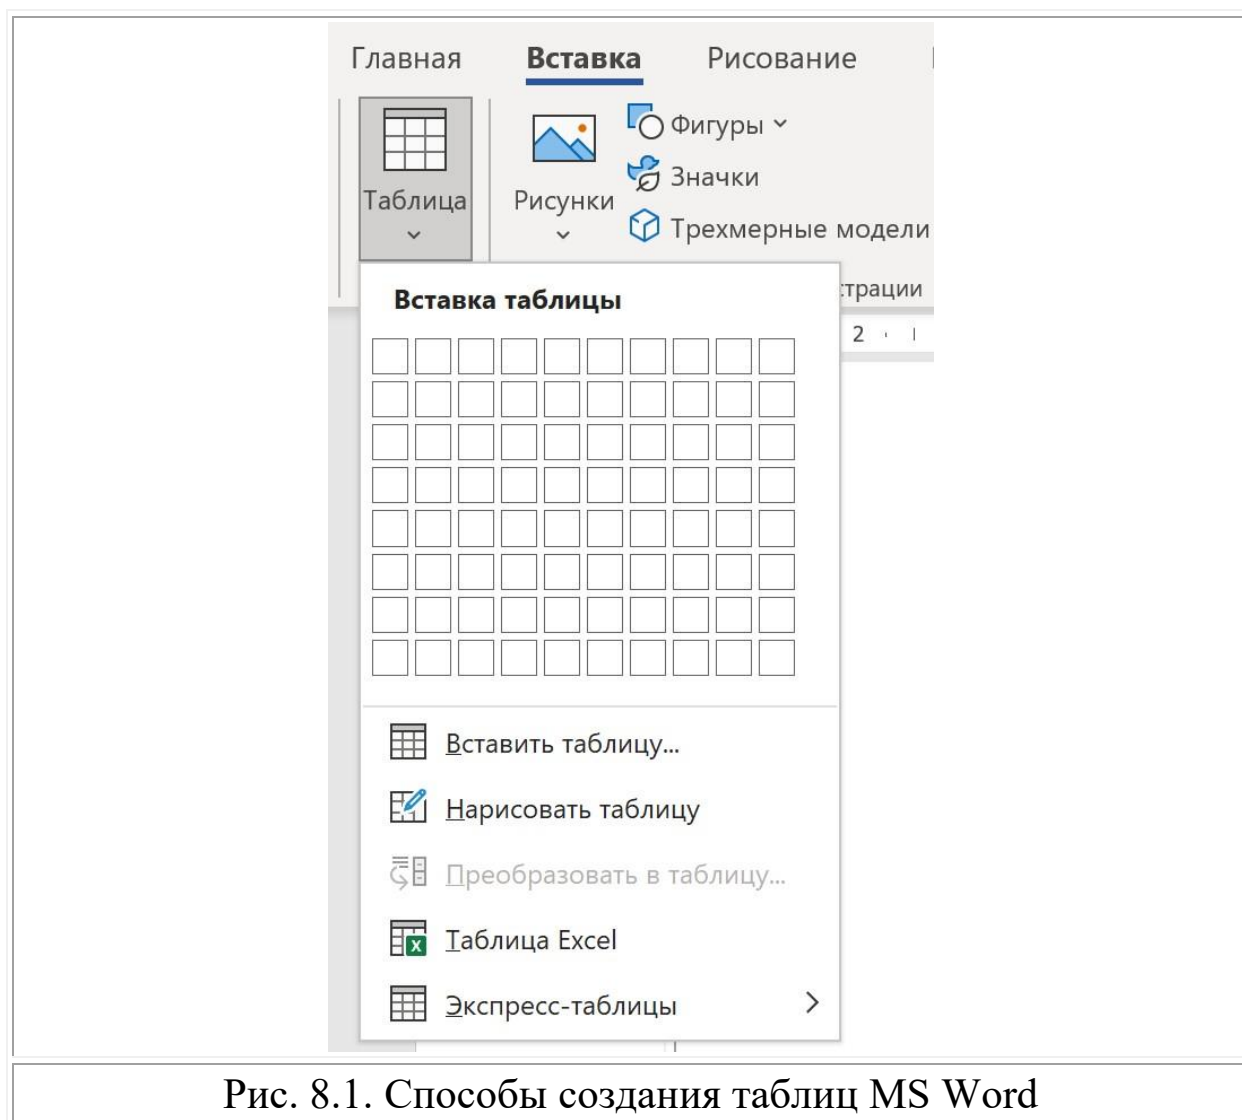 Главная Вставка Рисование
Таблица
Рисунки
Фигуры
Значки
Трехмерные модели
страции
2
Вставка таблицы
Вставить таблицу...
Нарисовать таблицу
Преобразовать в таблицу...
Таблица Excel
Экспресс-таблицы
Рис. 8.1. Способы создания таблиц MS Word